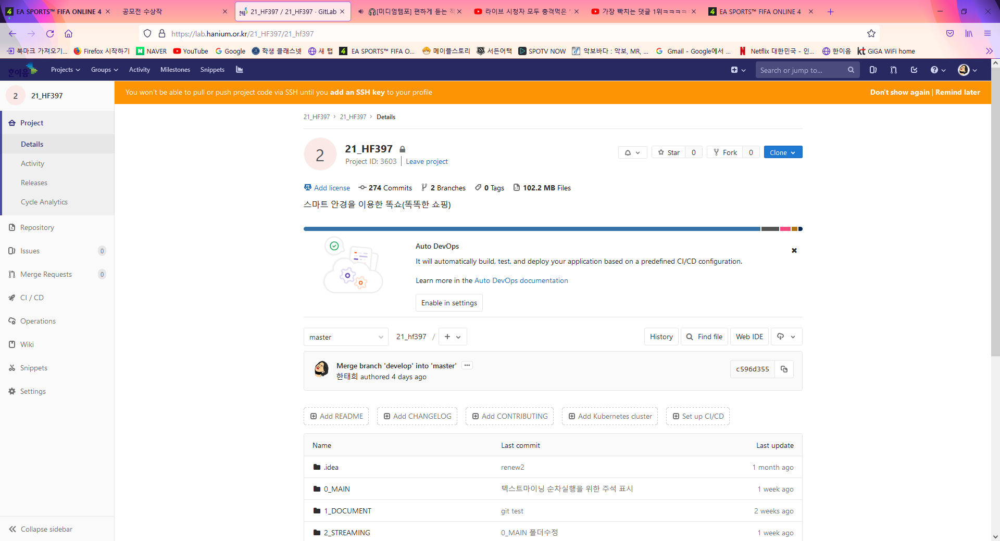 EA SPORTS™ FIFA ONLINE 4
공모전 수상작
21_HF397 / 21_HF397 · GitLab
[미디엄템포] 편하게 듣는
라이브 시청자 모두 충격먹은
가장 빡치는 댓글 1위ㅋㅋㅋㅋ
EA SPORTS™ FIFA ONLINE 4
https://lab.hanium.or.kr/21_HF397/21_hf397
북마크 가져오기...
Firefox 시작하기
NAVER
YouTube
Google
학생 클래스넷
새 탭
EA SPORTS™ FIFA O...
메이플스토리
서든어택
SPOTV NOW
악보바다 : 악보, MR, ...
Gmail - Google에서 ...
Netflix 대한민국 - 인...
한이음
kt GiGA WiFi home
한이음
Projects
Groups
Activity
Milestones
Snippets
Search or jump to...
2 21_HF397
You won't be able to pull or push project code via SSH until you add an SSH key to your profile
Don't show again | Remind later
Project
Details
Activity
Releases
Cycle Analytics
Repository
Issues 0
Merge Requests 0
CI / CD
Operations
Wiki
Snippets
Settings
Collapse sidebar
21_HF397 › 21_HF397 › Details
2
21_HF397
Project ID: 3603 | Leave project
Star 0
Fork 0
Clone
Add license
274 Commits
2 Branches
0 Tags
102.2 MB Files
스마트 안경을 이용한 똑쇼(똑똑한 쇼핑)
Auto DevOps
It will automatically build, test, and deploy your application based on a predefined CI/CD configuration.
Learn more in the Auto DevOps documentation
Enable in settings
master
21_hf397 / +
History
Find file
Web IDE
Merge branch 'develop' into 'master'
한태희 authored 4 days ago
c596d355
Add README
Add CHANGELOG
Add CONTRIBUTING
Add Kubernetes cluster
Set up CI/CD
Name Last commit Last update
.idea renew2 1 month ago
0_MAIN 텍스트마이닝 순차실행을 위한 주석 표시 1 week ago
1_DOCUMENT git test 2 weeks ago
2_STREAMING 0_MAIN 폴더수정 1 week ago